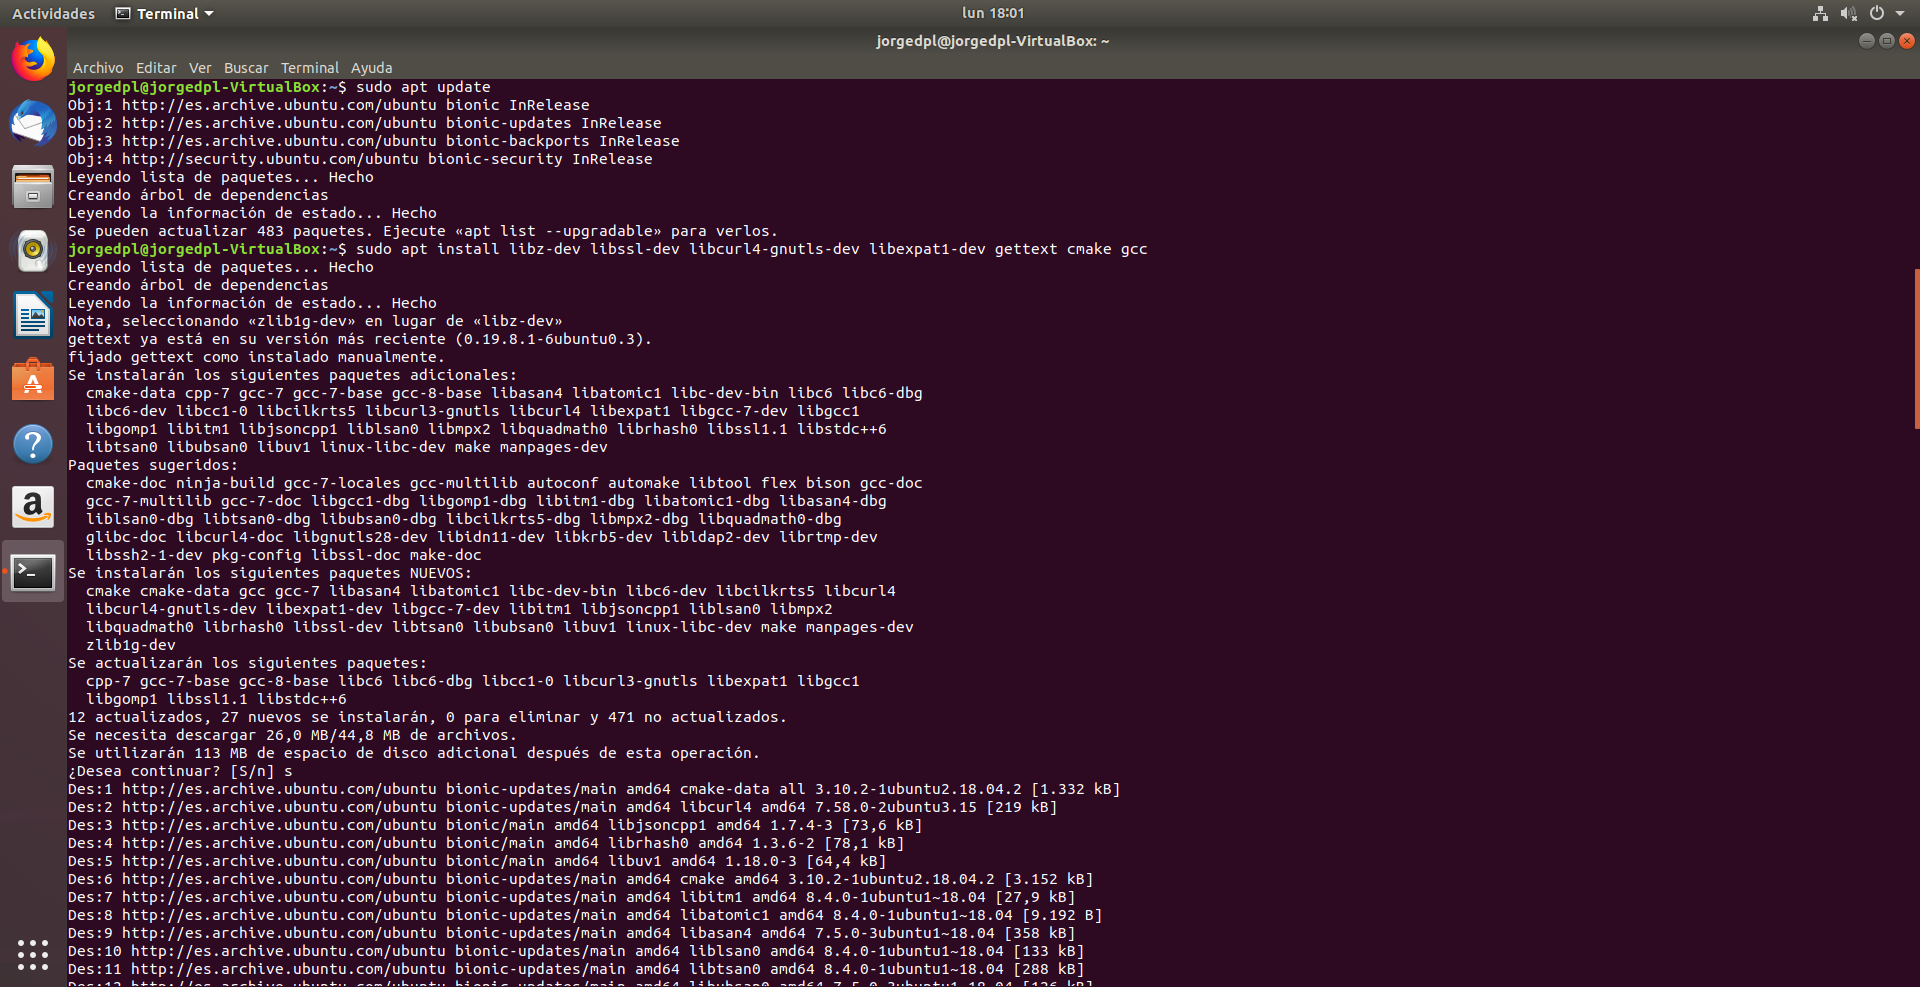 Actividades Terminal lun 18:01
jorgedpl@jorgedpl-VirtualBox: ~
Archivo Editar Ver Buscar Terminal Ayuda
jorgedpl@jorgedpl-VirtualBox:~$ sudo apt update
Obj:1 http://es.archive.ubuntu.com/ubuntu bionic InRelease
Obj:2 http://es.archive.ubuntu.com/ubuntu bionic-updates InRelease
Obj:3 http://es.archive.ubuntu.com/ubuntu bionic-backports InRelease
Obj:4 http://security.ubuntu.com/ubuntu bionic-security InRelease
Leyendo lista de paquetes... Hecho
Creando árbol de dependencias
Leyendo la información de estado... Hecho
Se pueden actualizar 483 paquetes. Ejecute «apt list --upgradable» para verlos.
jorgedpl@jorgedpl-VirtualBox:~$ sudo apt install libz-dev libssl-dev libcurl4-gnutls-dev libexpat1-dev gettext cmake gcc
Leyendo lista de paquetes... Hecho
Creando árbol de dependencias
Leyendo la información de estado... Hecho
Nota, seleccionando «zlib1g-dev» en lugar de «libz-dev»
gettext ya está en su versión más reciente (0.19.8.1-6ubuntu0.3).
fijado gettext como instalado manualmente.
Se instalarán los siguientes paquetes adicionales:
cmake-data cpp-7 gcc-7 gcc-7-base gcc-8-base libasan4 libatomic1 libc-dev-bin libc6 libc6-dbg
libc6-dev libcc1-0 libcilkrts5 libcurl3-gnutls libcurl4 libexpat1 libgcc-7-dev libgcc1
libgomp1 libitm1 libjsoncpp1 liblsan0 libmpx2 libquadmath0 librhash0 libssl1.1 libstdc++6
libtsan0 libubsan0 libuv1 linux-libc-dev make manpages-dev
Paquetes sugeridos:
cmake-doc ninja-build gcc-7-locales gcc-multilib autoconf automake libtool flex bison gcc-doc
gcc-7-multilib gcc-7-doc libgcc1-dbg libgomp1-dbg libitm1-dbg libatomic1-dbg libasan4-dbg
liblsan0-dbg libtsan0-dbg libubsan0-dbg libcilkrts5-dbg libmpx2-dbg libquadmath0-dbg
glibc-doc libcurl4-doc libgnutls28-dev libidn11-dev libkrb5-dev libldap2-dev librtmp-dev
libssh2-1-dev pkg-config libssl-doc make-doc
Se instalarán los siguientes paquetes NUEVOS:
cmake cmake-data gcc gcc-7 libasan4 libatomic1 libc-dev-bin libc6-dev libcilkrts5 libcurl4
libcurl4-gnutls-dev libexpat1-dev libgcc-7-dev libitm1 libjsoncpp1 liblsan0 libmpx2
libquadmath0 librhash0 libssl-dev libtsan0 libubsan0 libuv1 linux-libc-dev make manpages-dev
zlib1g-dev
Se actualizarán los siguientes paquetes:
cpp-7 gcc-7-base gcc-8-base libc6 libc6-dbg libcc1-0 libcurl3-gnutls libexpat1 libgcc1
libgomp1 libssl1.1 libstdc++6
12 actualizados, 27 nuevos se instalarán, 0 para eliminar y 471 no actualizados.
Se necesita descargar 26,0 MB/44,8 MB de archivos.
Se utilizarán 113 MB de espacio de disco adicional después de esta operación.
¿Desea continuar? [S/n] s
Des:1 http://es.archive.ubuntu.com/ubuntu bionic-updates/main amd64 cmake-data all 3.10.2-1ubuntu2.18.04.2 [1.332 kB]
Des:2 http://es.archive.ubuntu.com/ubuntu bionic-updates/main amd64 libcurl4 amd64 7.58.0-2ubuntu3.15 [219 kB]
Des:3 http://es.archive.ubuntu.com/ubuntu bionic/main amd64 libjsoncpp1 amd64 1.7.4-3 [73,6 kB]
Des:4 http://es.archive.ubuntu.com/ubuntu bionic/main amd64 librhash0 amd64 1.3.6-2 [78,1 kB]
Des:5 http://es.archive.ubuntu.com/ubuntu bionic/main amd64 libuv1 amd64 1.18.0-3 [64,4 kB]
Des:6 http://es.archive.ubuntu.com/ubuntu bionic-updates/main amd64 cmake amd64 3.10.2-1ubuntu2.18.04.2 [3.152 kB]
Des:7 http://es.archive.ubuntu.com/ubuntu bionic-updates/main amd64 libitm1 amd64 8.4.0-1ubuntu1~18.04 [27,9 kB]
Des:8 http://es.archive.ubuntu.com/ubuntu bionic-updates/main amd64 libatomic1 amd64 8.4.0-1ubuntu1~18.04 [9.192 B]
Des:9 http://es.archive.ubuntu.com/ubuntu bionic-updates/main amd64 libasan4 amd64 7.5.0-3ubuntu1~18.04 [358 kB]
Des:10 http://es.archive.ubuntu.com/ubuntu bionic-updates/main amd64 liblsan0 amd64 8.4.0-1ubuntu1~18.04 [133 kB]
Des:11 http://es.archive.ubuntu.com/ubuntu bionic-updates/main amd64 libtsan0 amd64 8.4.0-1ubuntu1~18.04 [288 kB]
Des:12 http://es.archive.ubuntu.com/ubuntu bionic-updates/main amd64 libubsan0 amd64 7.5.0-3ubuntu1~18.04 [126 kB]